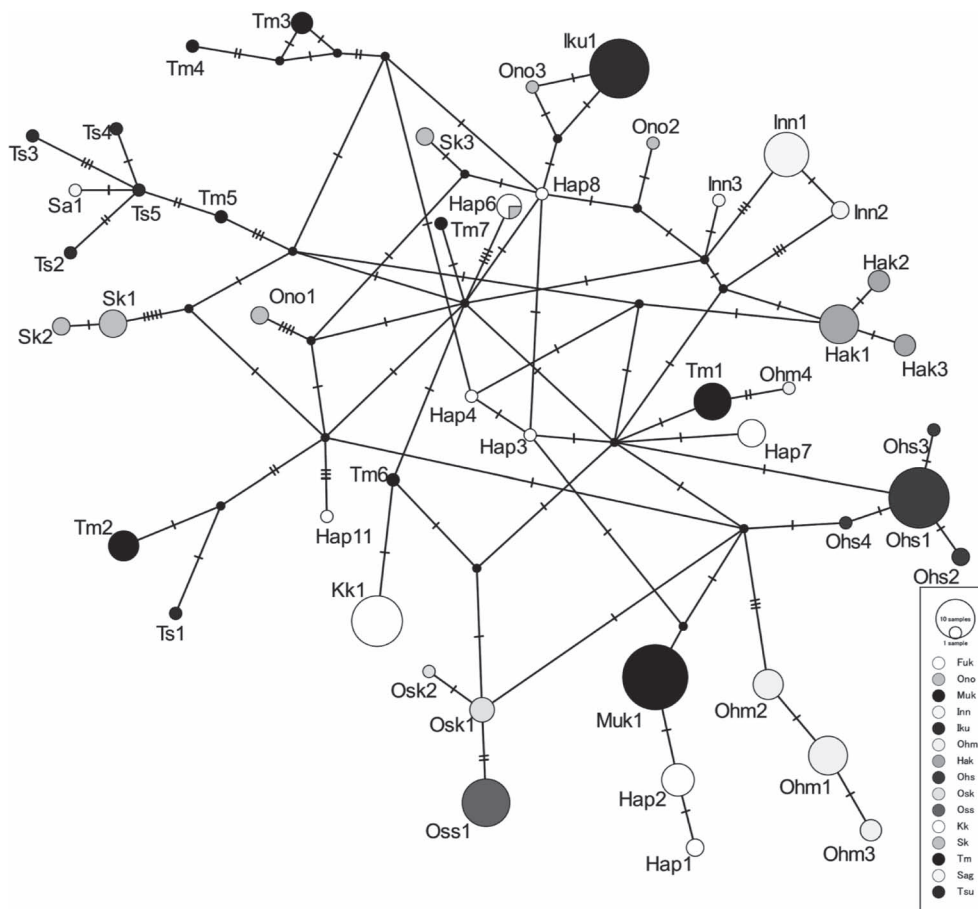 Tm3
Iku1
Tm4
Ono3
Inn1
Ono2
Ts4
Sk3
Ts3
Hap8
Inn3
Sa1
Ts5
Tm5
Hap6
Inn2
Tm7
Ts2
Hak2
Sk1
Ono1
Sk2
Hak1
Hak3
Tm1
Ohm4
Hap4
Hap3
Hap7
Ohs3
Tm6
Tm2
Hap11
Ohs4
Ohs1
Ohs2
Kk1
Ts1
10 samples
1 sample
Osk2
Osk1
Muk1
Ohm2
Hap2
Ohm1
Oss1
Hap1
Ohm3
Fuk
Ono
Muk
Inn
Iku
Ohm
Hak
Ohs
Osk
Oss
Kk
Sk
Tm
Sag
Tsu